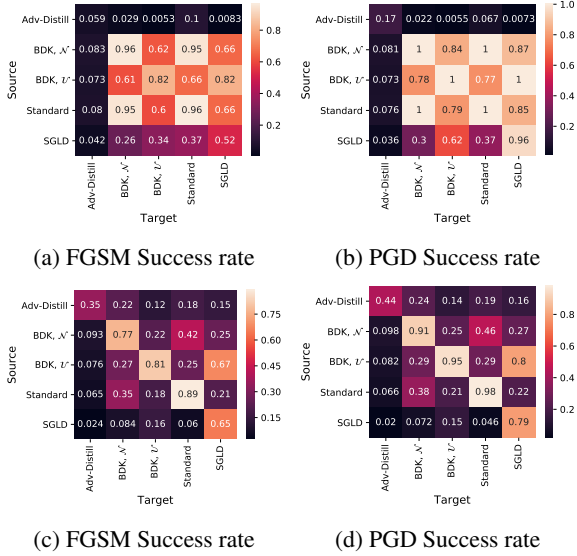 Source
Adv-Distill 0.059 0.029 0.0053 0.1 0.0083
BDK, 𝒩 0.083 0.96 0.62 0.95 0.66
BDK, 𝒰 0.073 0.61 0.82 0.66 0.82
Standard 0.08 0.95 0.6 0.96 0.66
SGLD 0.042 0.26 0.34 0.37 0.52
Adv-Distill BDK, 𝒩 BDK, 𝒰 Standard SGLD
Target
0.8
0.6
0.4
0.2
(a) FGSM Success rate
Source
Adv-Distill 0.17 0.022 0.0055 0.067 0.0073
BDK, 𝒩 0.081 1 0.84 1 0.87
BDK, 𝒰 0.073 0.78 1 0.77 1
Standard 0.076 1 0.79 1 0.85
SGLD 0.036 0.3 0.62 0.37 0.96
Adv-Distill BDK, 𝒩 BDK, 𝒰 Standard SGLD
Target
1.0
0.8
0.6
0.4
0.2
(b) PGD Success rate
Source
Adv-Distill 0.35 0.22 0.12 0.18 0.15
BDK, 𝒩 0.093 0.77 0.22 0.42 0.25
BDK, 𝒰 0.076 0.27 0.81 0.25 0.67
Standard 0.065 0.35 0.18 0.89 0.21
SGLD 0.024 0.084 0.16 0.06 0.65
Adv-Distill BDK, 𝒩 BDK, 𝒰 Standard SGLD
Target
0.75
0.60
0.45
0.30
0.15
(c) FGSM Success rate
Source
Adv-Distill 0.44 0.24 0.14 0.19 0.16
BDK, 𝒩 0.098 0.91 0.25 0.46 0.27
BDK, 𝒰 0.082 0.29 0.95 0.29 0.8
Standard 0.066 0.38 0.21 0.98 0.22
SGLD 0.02 0.072 0.15 0.046 0.79
Adv-Distill BDK, 𝒩 BDK, 𝒰 Standard SGLD
Target
0.8
0.6
0.4
0.2
(d) PGD Success rate